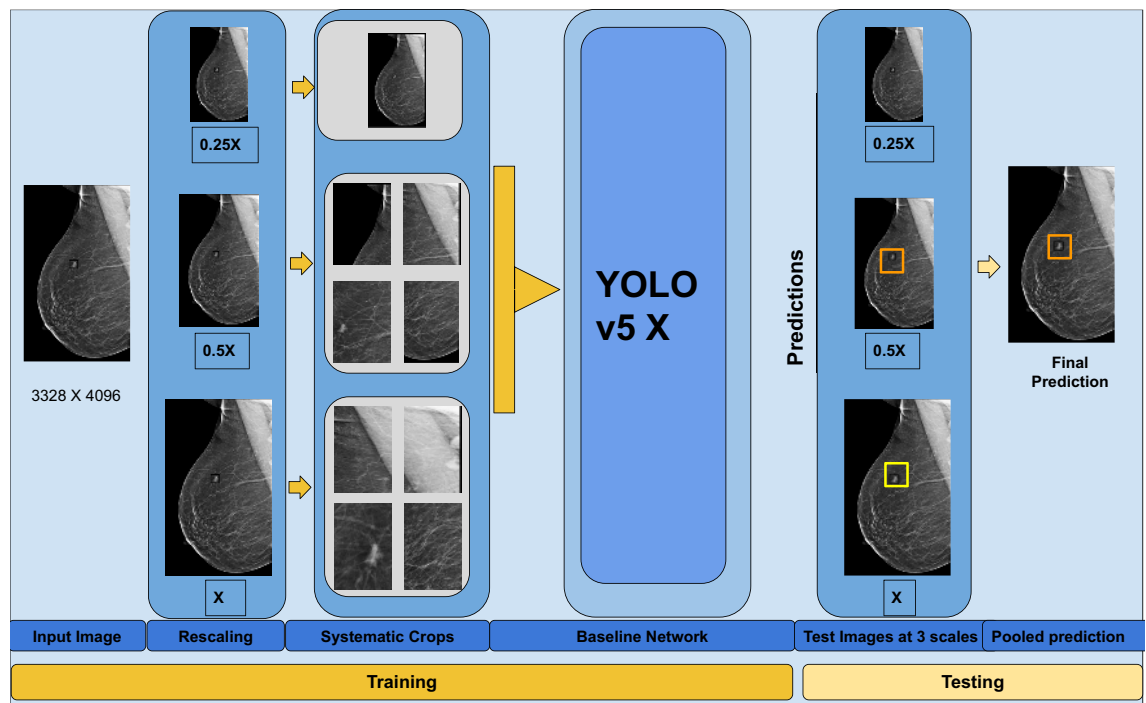 0.25X
0.5X
X
3328 X 4096
YOLO
v5 X
Predictions
0.25X
0.5X
X
Final
Prediction
Input Image
Rescaling
Systematic Crops
Baseline Network
Test Images at 3 scales
Pooled prediction
Training
Testing